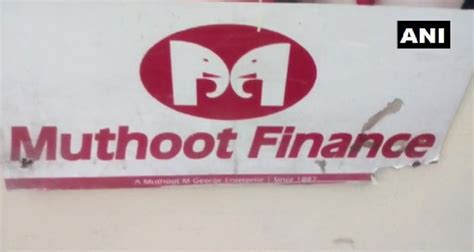 ANI
Muthoot Finance
A Muthoot M George Enterprise | Since 1887